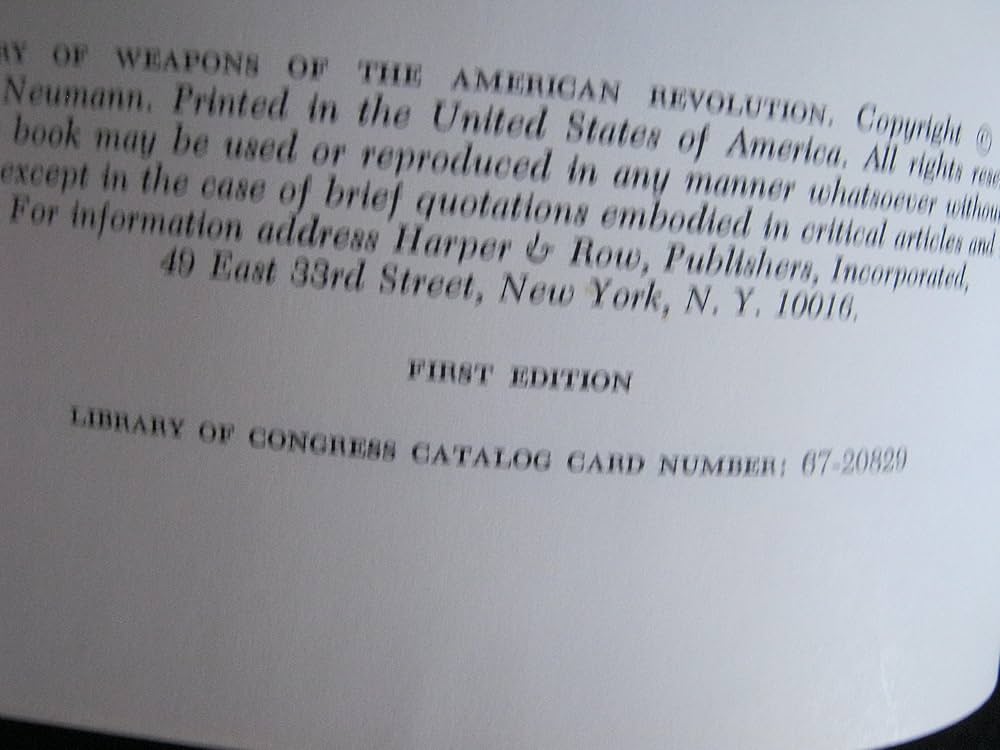 RY OF WEAPONS OF THE AMERICAN REVOLUTION. Copyright ©
Neumann. Printed in the United States of America. All rights rese
book may be used or reproduced in any manner whatsoever withou
except in the case of brief quotations embodied in critical articles and
For information address Harper & Row, Publishers, Incorporated,
49 East 33rd Street, New York, N. Y. 10016.
FIRST EDITION
LIBRARY OF CONGRESS CATALOG CARD NUMBER: 67-20829